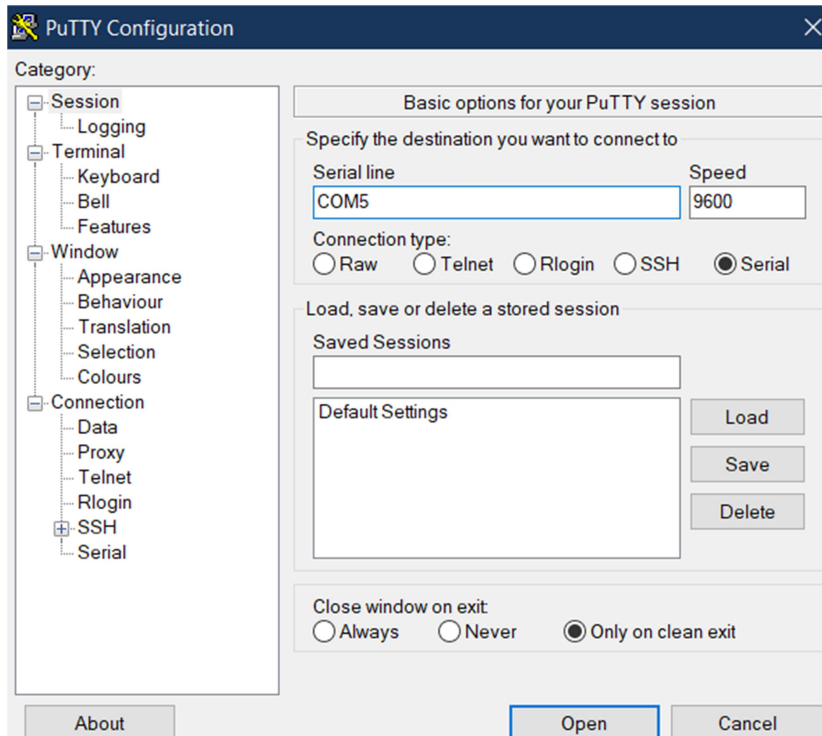 PuTTY Configuration
Category:
Session
Logging
Terminal
Keyboard
Bell
Features
Window
Appearance
Behaviour
Translation
Selection
Colours
Connection
Data
Proxy
Telnet
Rlogin
SSH
Serial
Basic options for your PuTTY session
Specify the destination you want to connect to
Serial line Speed
COM5 9600
Connection type:
Raw Telnet Rlogin SSH Serial
Load, save or delete a stored session
Saved Sessions
Default Settings
Load
Save
Delete
Close window on exit:
Always Never Only on clean exit
About Open Cancel